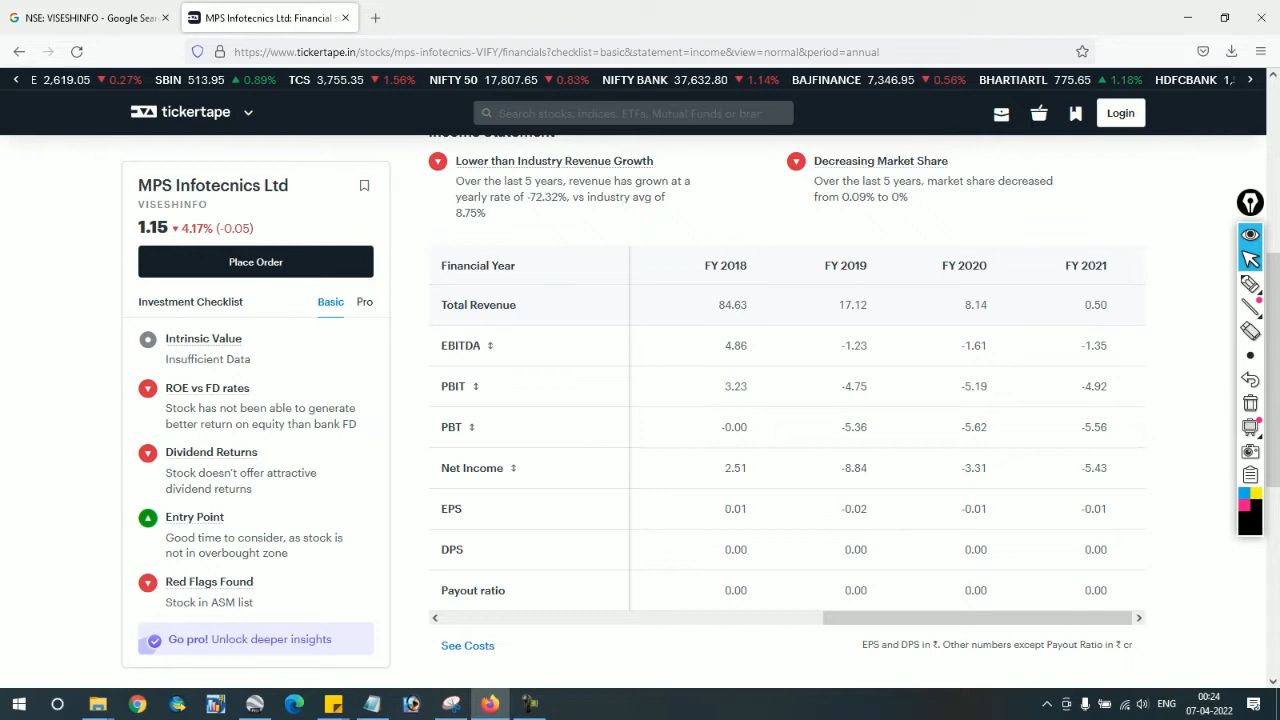 NSE: VISESHINFO - Google Sear
MPS Infotecnics Ltd: Financial s
https://www.tickertape.in/stocks/mps-infotecnics-VIFY/financials?checklist=basic&statement=income&view=normal&period=annual
E 2,619.05 ▼ 0.27% SBIN 513.95 ▲ 0.89% TCS 3,755.35 ▼ 1.56% NIFTY 50 17,807.65 ▼ 0.83% NIFTY BANK 37,632.80 ▼ 1.14% BAJFINANCE 7,346.95 ▼ 0.56% BHARTIARTL 775.65 ▲ 1.18% HDFCBANK 1,
tickertape
Search stocks, indices, ETFs, Mutual Funds or brar
Login
Income Statement
MPS Infotecnics Ltd
VISESHINFO
1.15 ▼ 4.17% (-0.05)
Place Order
Investment Checklist Basic Pro
Intrinsic Value
Insufficient Data
ROE vs FD rates
Stock has not been able to generate
better return on equity than bank FD
Dividend Returns
Stock doesn't offer attractive
dividend returns
Entry Point
Good time to consider, as stock is
not in overbought zone
Red Flags Found
Stock in ASM list
Go pro! Unlock deeper insights
Lower than Industry Revenue Growth
Over the last 5 years, revenue has grown at a
yearly rate of -72.32%, vs industry avg of
8.75%
Decreasing Market Share
Over the last 5 years, market share decreased
from 0.09% to 0%
Financial Year FY 2018 FY 2019 FY 2020 FY 2021
Total Revenue 84.63 17.12 8.14 0.50
EBITDA 4.86 -1.23 -1.61 -1.35
PBIT 3.23 -4.75 -5.19 -4.92
PBT -0.00 -5.36 -5.62 -5.56
Net Income 2.51 -8.84 -3.31 -5.43
EPS 0.01 -0.02 -0.01 -0.01
DPS 0.00 0.00 0.00 0.00
Payout ratio 0.00 0.00 0.00 0.00
See Costs
EPS and DPS in ₹. Other numbers except Payout Ratio in ₹ cr
ENG
00:24
07-04-2022